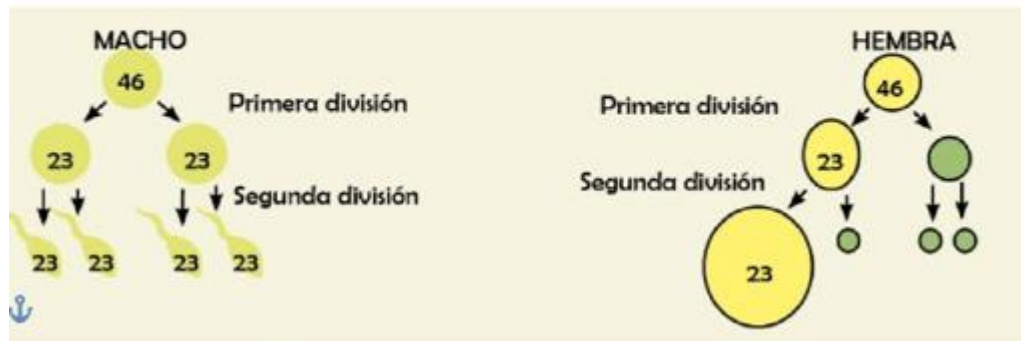 MACHO
46
Primera división
23 23
Segunda división
23 23 23 23
HEMBRA
46
Primera división
23
Segunda división
23